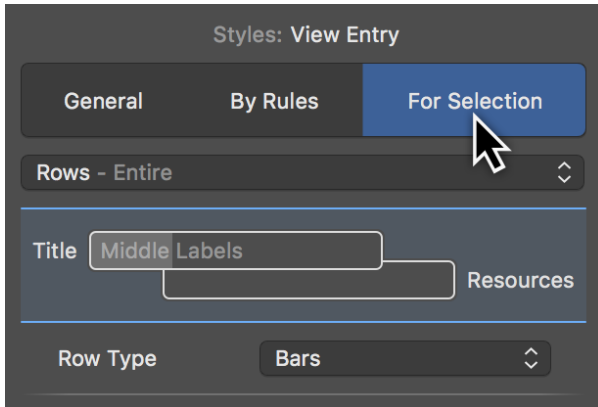 Styles: View Entry
General By Rules For Selection
Rows - Entire
Title Middle Labels
Resources
Row Type Bars